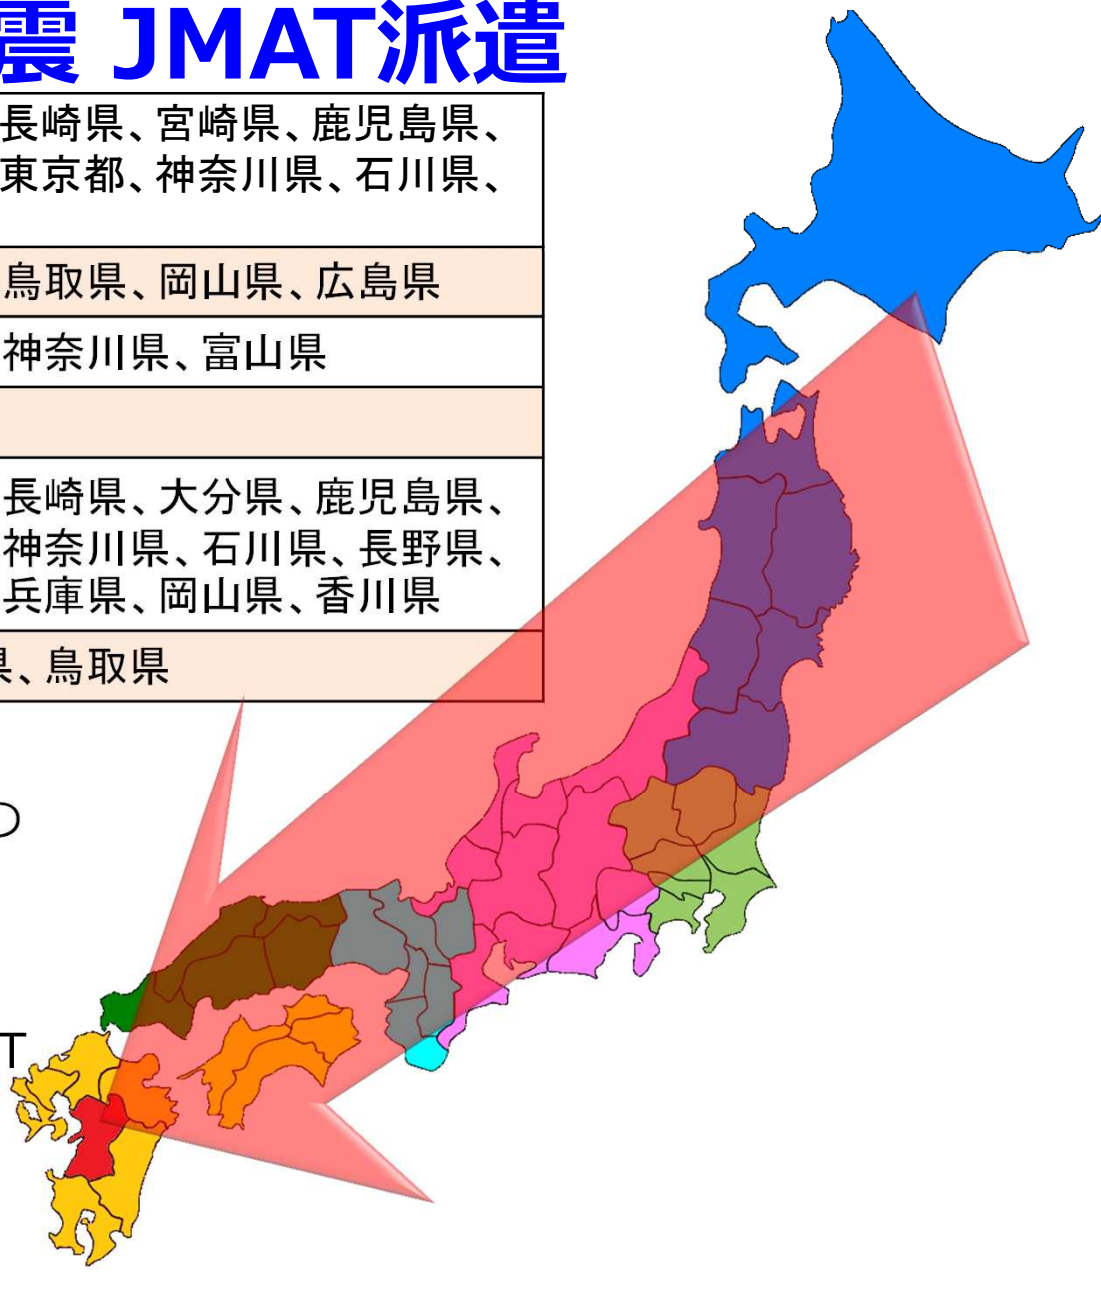 震 JMAT派遣
長崎県、宮崎県、鹿児島県、
東京都、神奈川県、石川県、
鳥取県、岡山県、広島県
神奈川県、富山県
長崎県、大分県、鹿児島県、
神奈川県、石川県、長野県、
兵庫県、岡山県、香川県
県、鳥取県
つ
T